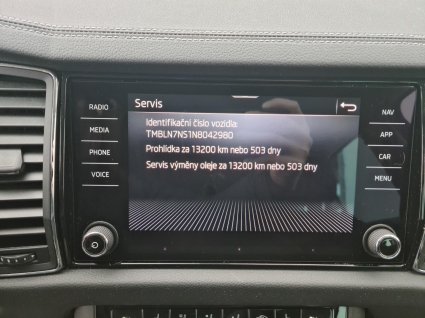 Servis
Identifikační číslo vozidla:
TMBLN7NS1N8042980
Prohlídka za 13200 km nebo 503 dny
Servis výměny oleje za 13200 km nebo 503 dny
RADIO
MEDIA
PHONE
VOICE
NAV
APP
CAR
MENU